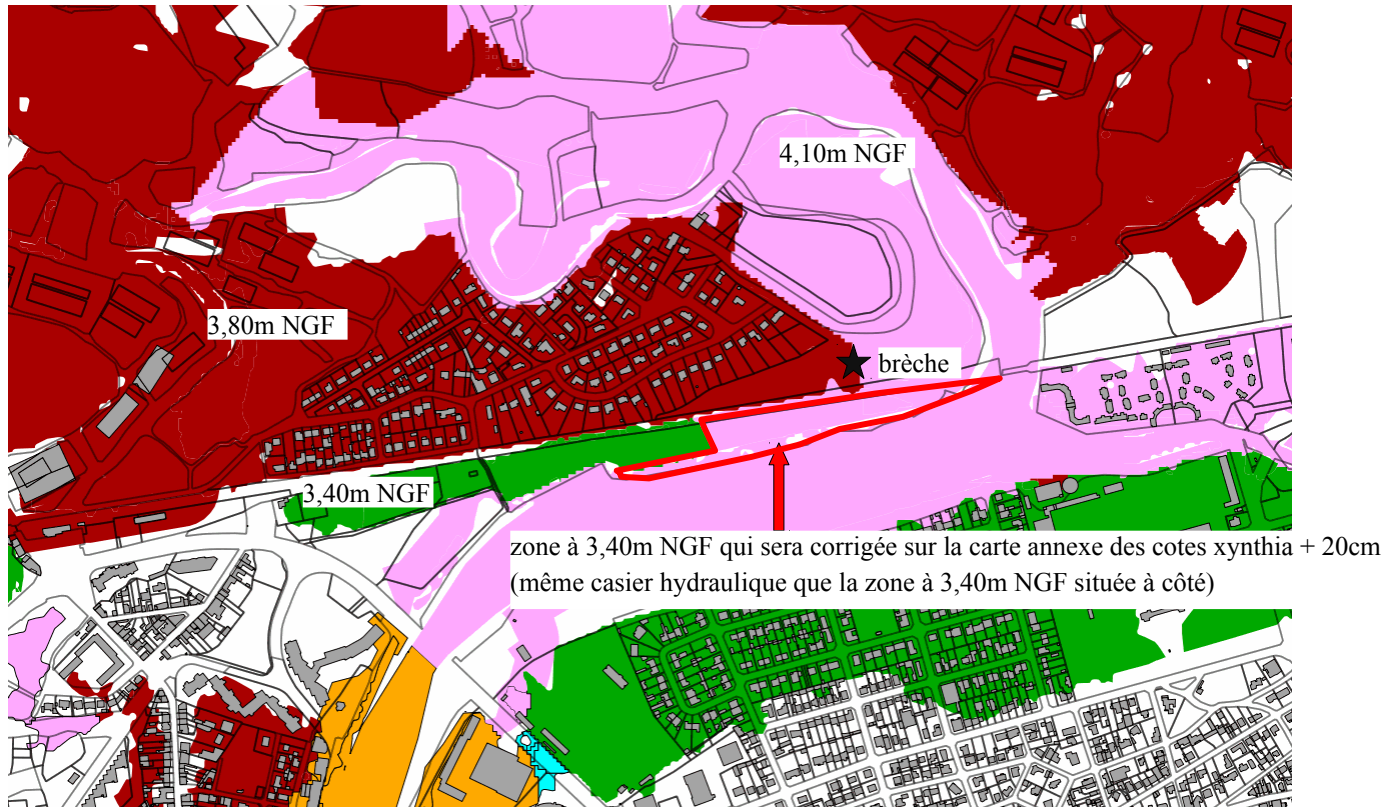 4,10m NGF
3,80m NGF
brèche
3,40m NGF
zone à 3,40m NGF qui sera corrigée sur la carte annexe des cotes xynthia + 20cm
(même casier hydraulique que la zone à 3,40m NGF située à côté)